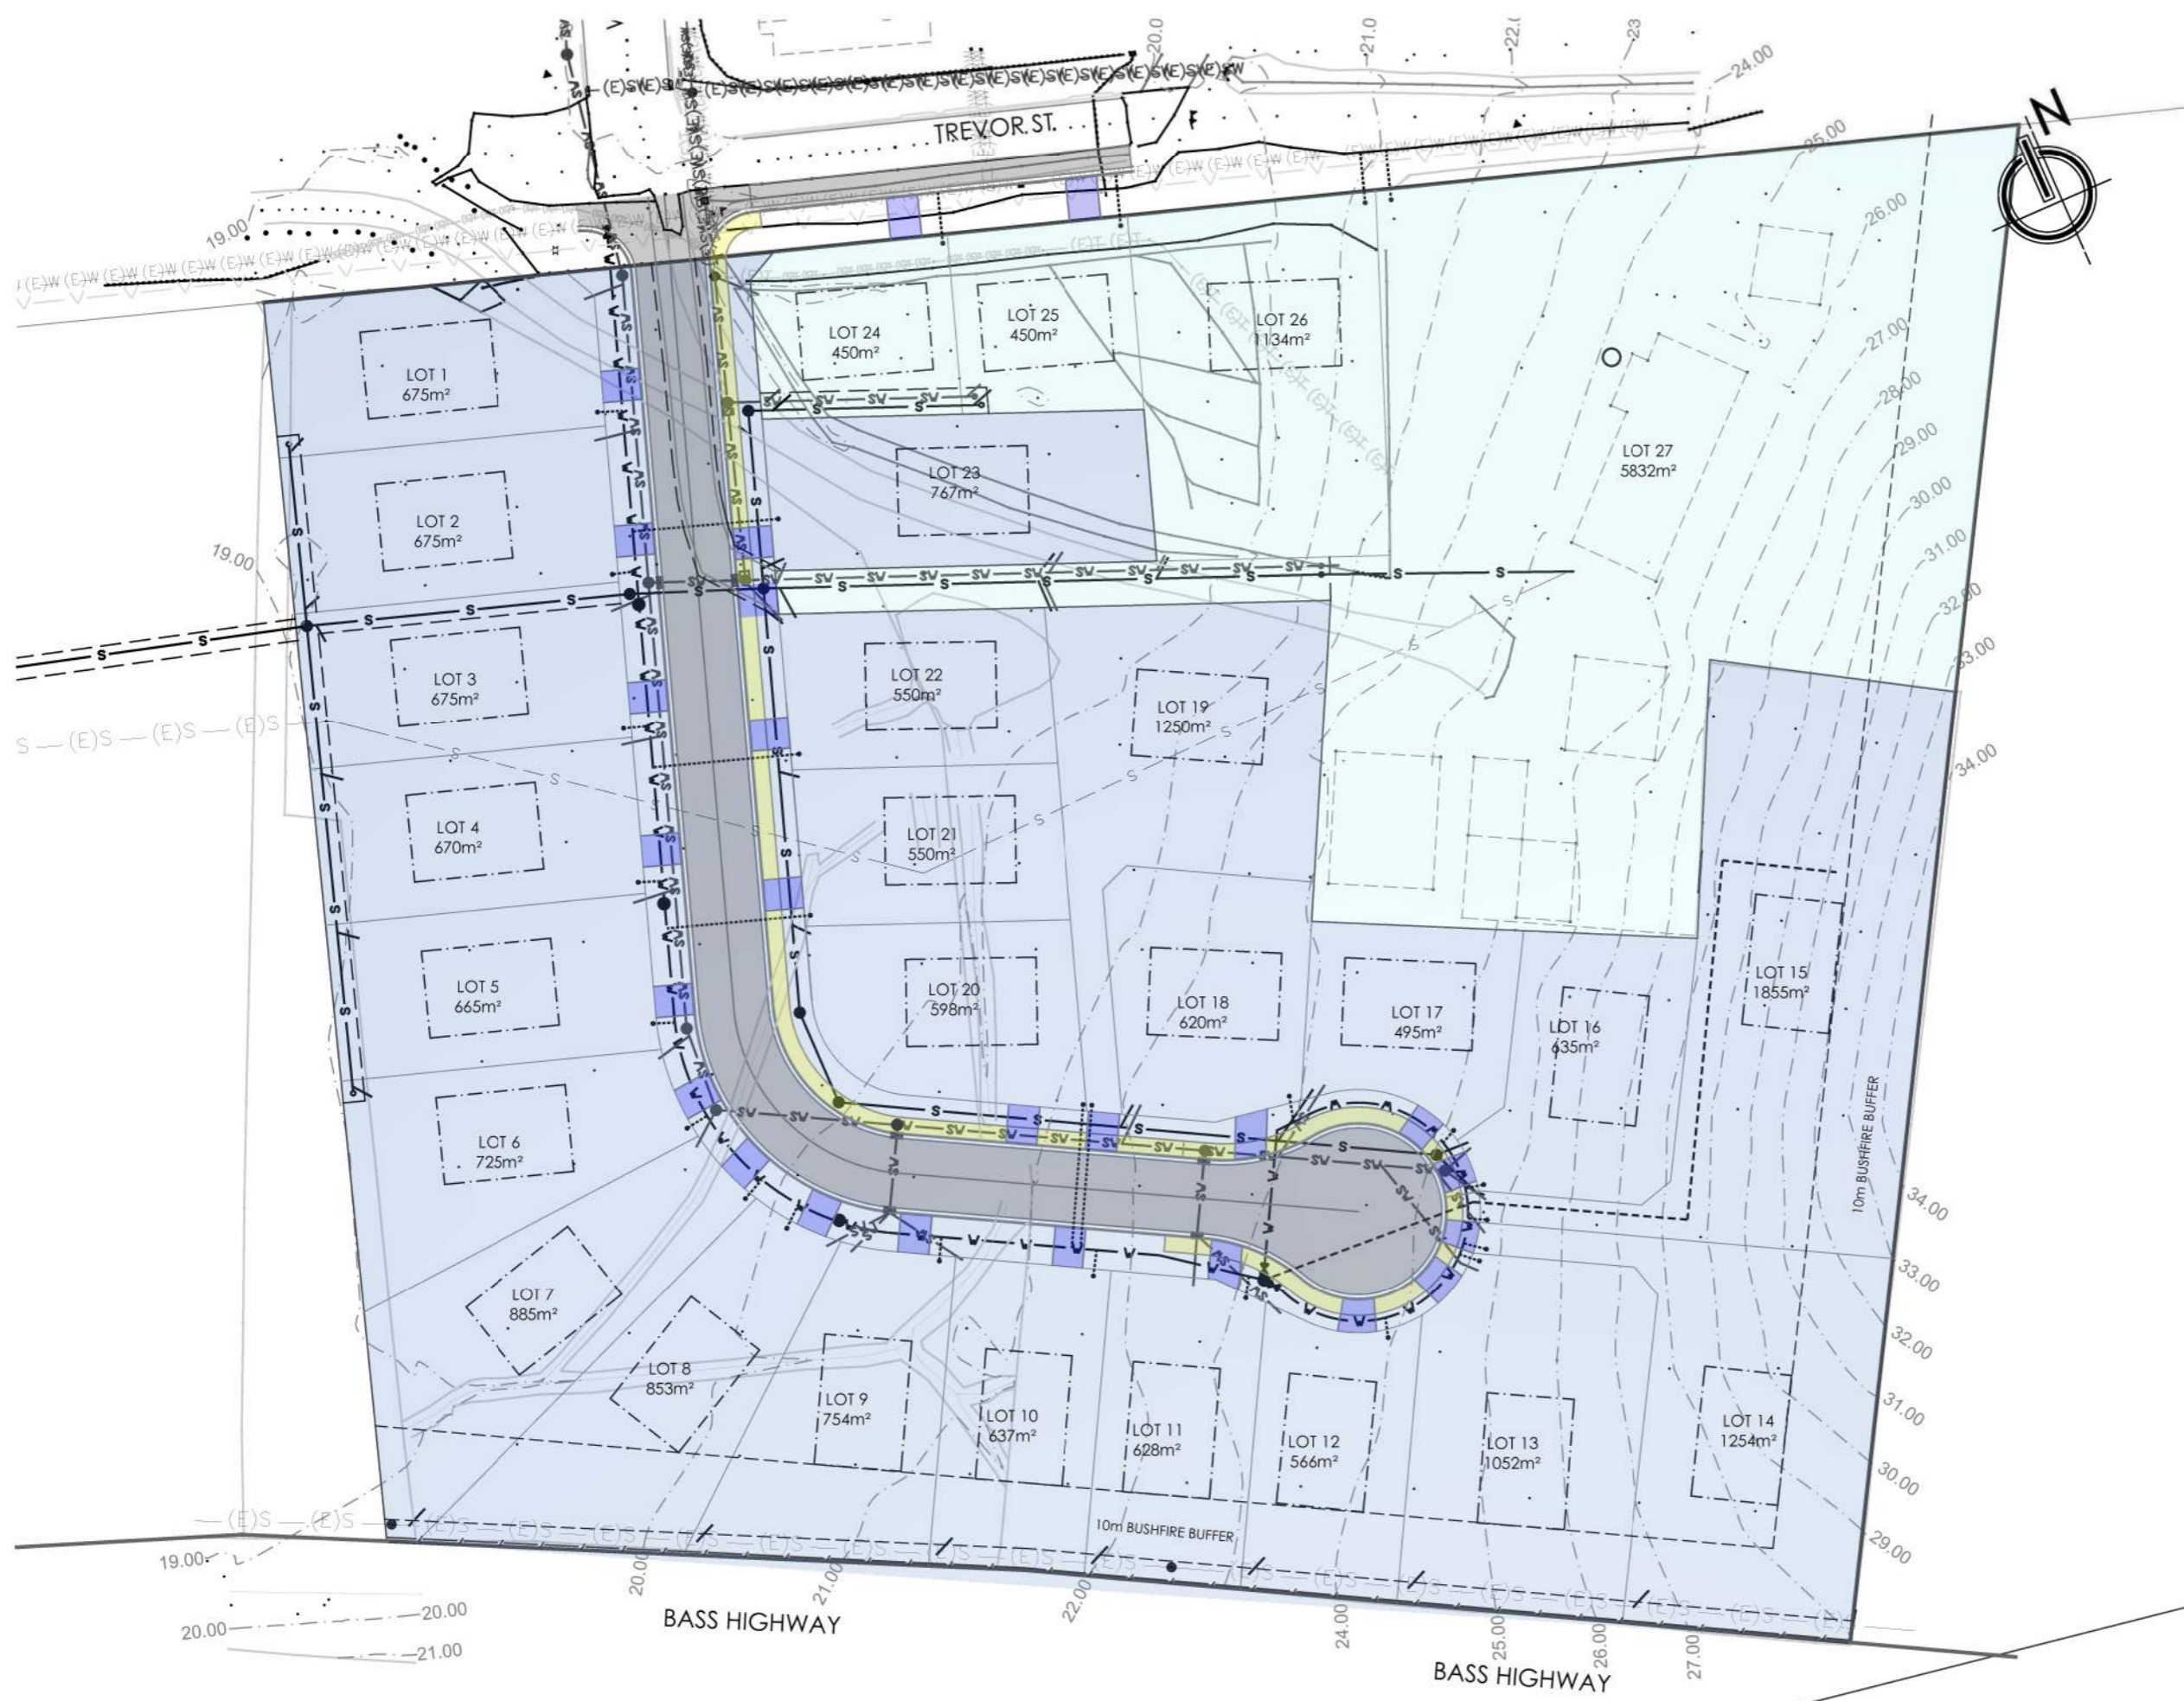 20.0
21.0
23
24.00
TREVOR ST.
N
25.00
26.00
27.00
28.00
29.00
30.00
31.00
32.00
33.00
34.00
19.00
19.00
LOT 1
675m²
LOT 2
675m²
LOT 3
675m²
LOT 4
670m²
LOT 5
665m²
LOT 6
725m²
LOT 7
885m²
LOT 8
853m²
LOT 9
754m²
LOT 10
637m²
LOT 11
628m²
LOT 12
566m²
LOT 13
1052m²
LOT 14
1254m²
LOT 15
1855m²
LOT 16
635m²
LOT 17
495m²
LOT 18
620m²
LOT 19
1250m²
LOT 20
598m²
LOT 21
550m²
LOT 22
550m²
LOT 23
767m²
LOT 24
450m²
LOT 25
450m²
LOT 26
1134m²
LOT 27
5832m²
S — (E)S — (E)S — (E)S
10m BUSHFIRE BUFFER
34.00
33.00
32.00
31.00
30.00
29.00
10m BUSHFIRE BUFFER
19.00
20.00
20.00
21.00
20.00
21.00
22.00
24.00
25.00
26.00
27.00
BASS HIGHWAY
BASS HIGHWAY